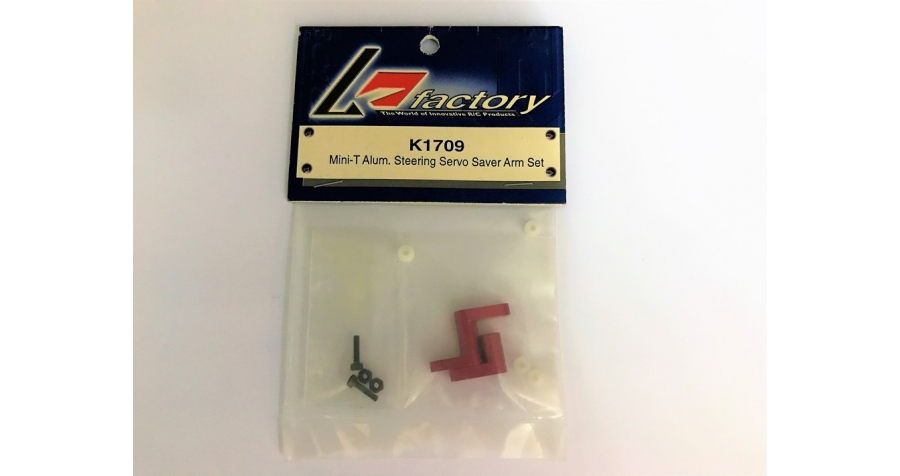 k factory
The World of Innovative R/C Products
K1709
Mini-T Alum. Steering Servo Saver Arm Set